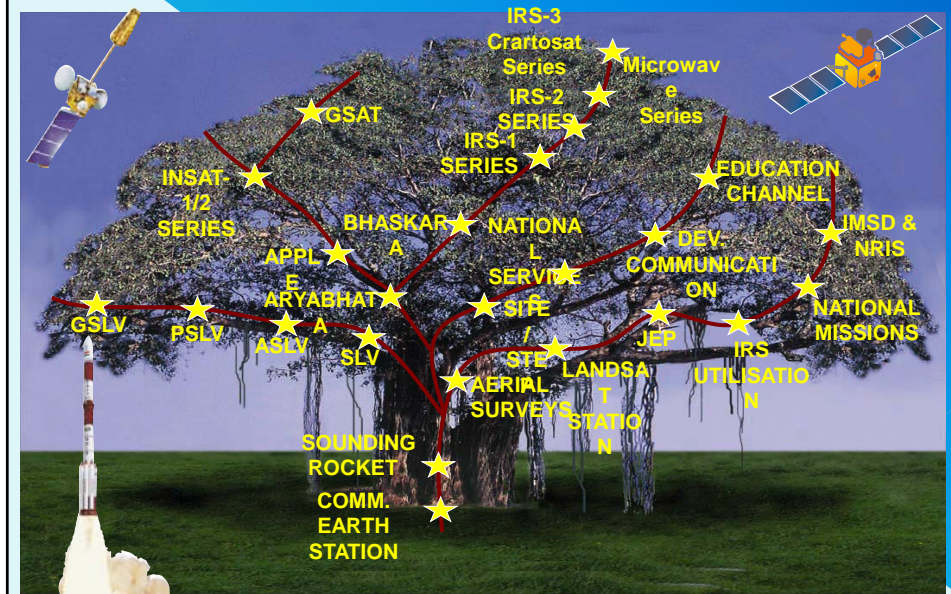 IRS-3
Crartosat
Series
Microwav
e
Series
IRS-2
SERIES
IRS-1
SERIES
GSAT
INSAT-
1/2
SERIES
EDUCATION
CHANNEL
BHASKAR
A
NATIONA
L
SERVICE
S
DEV.
COMMUNICATI
ON
IMSD &
NRIS
APPL
E
ARYABHAT
A
SITE
/
STE
P
NATIONAL
MISSIONS
GSLV
PSLV
ASLV
SLV
JEP
IRS
UTILISATIO
N
AERIAL
SURVEYS
LANDSA
T
STATION
SOUNDING
ROCKET
COMM.
EARTH
STATION